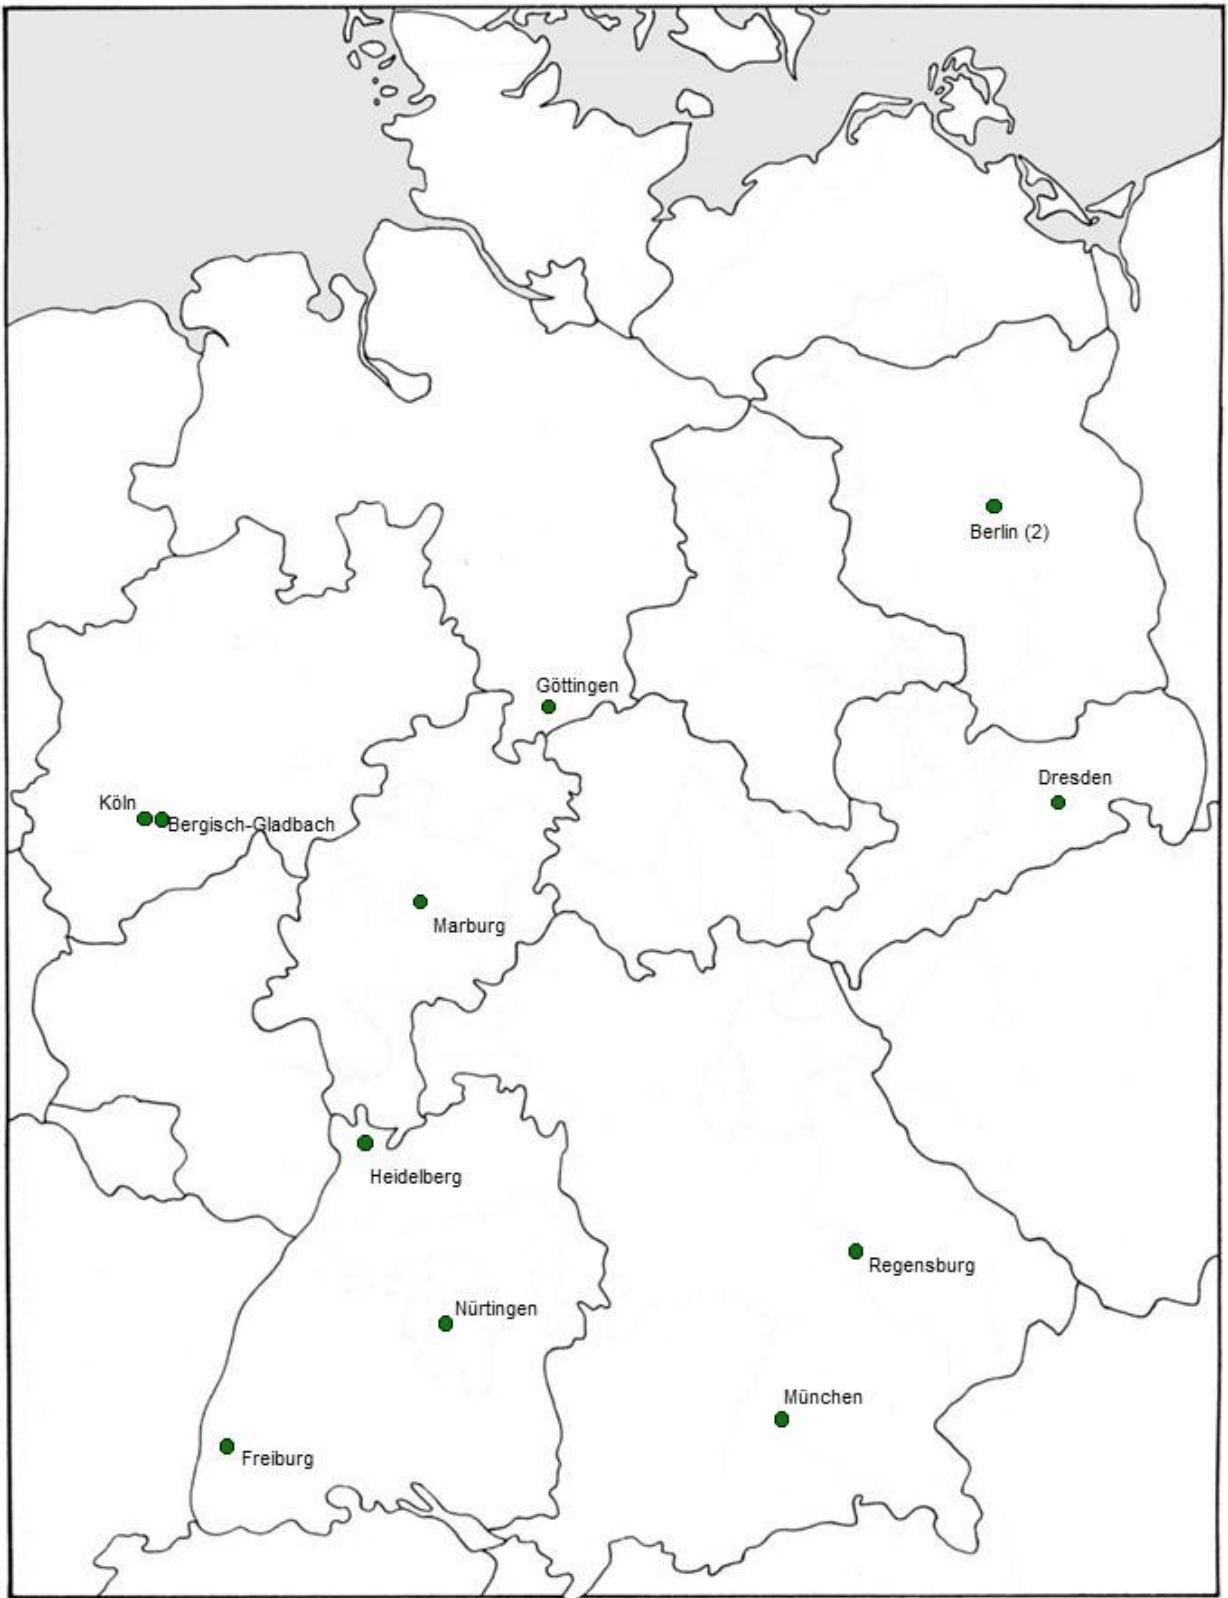 Berlin (2)
Göttingen
Dresden
Köln
Bergisch-Gladbach
Marburg
Heidelberg
Regensburg
Nürtingen
München
Freiburg